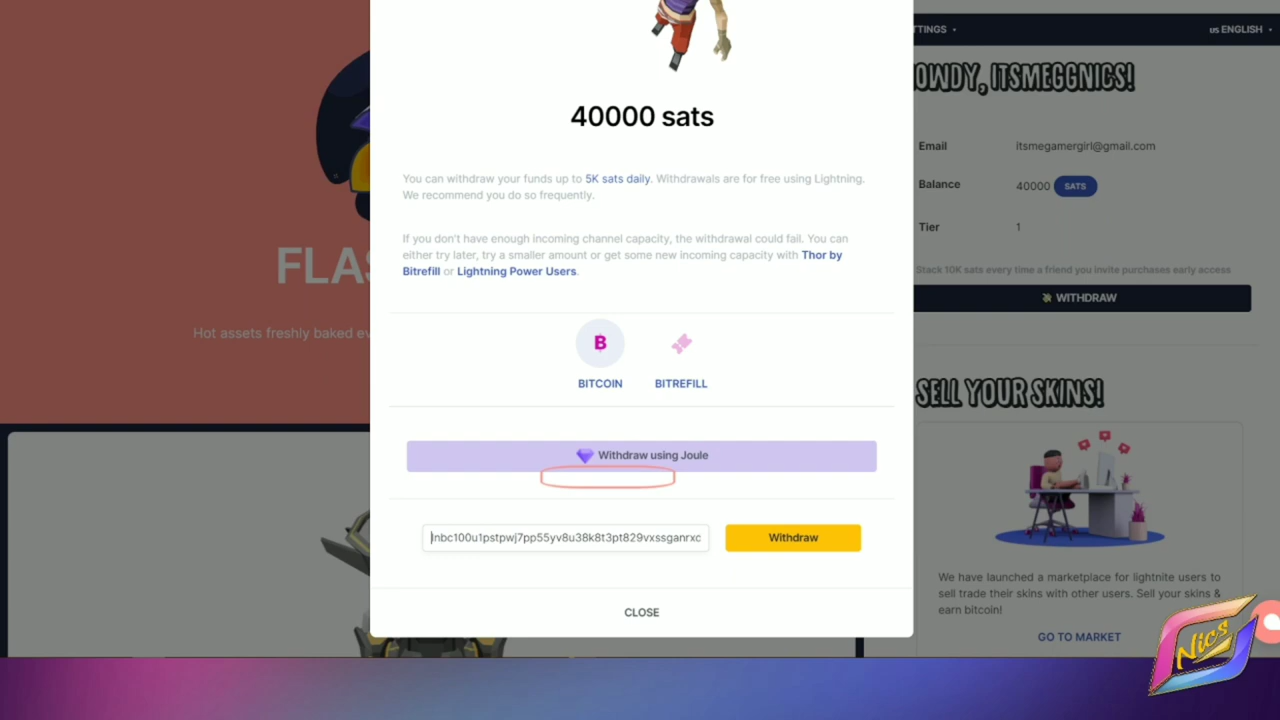 TTINGS
us ENGLISH
OWDY, ITSMEGGNICS!
40000 sats
Email
itsmegamergirl@gmail.com
You can withdraw your funds up to 5K sats daily. Withdrawals are for free using Lightning.
We recommend you do so frequently.
Balance
40000 SATS
Tier
1
If you don't have enough incoming channel capacity, the withdrawal could fail. You can
either try later, try a smaller amount or get some new incoming capacity with Thor by
Bitrefill or Lightning Power Users.
FLAS
Stack 10K sats every time a friend you invite purchases early access
WITHDRAW
Hot assets freshly baked ev
B
BITCOIN
BITREFILL
SELL YOUR SKINS!
Withdraw using Joule
lnbc100u1pstpwj7pp55yv8u38k8t3pt829vxssganrxc
Withdraw
We have launched a marketplace for lightnite users to
sell trade their skins with other users. Sell your skins &
earn bitcoin!
CLOSE
GO TO MARKET
Nics